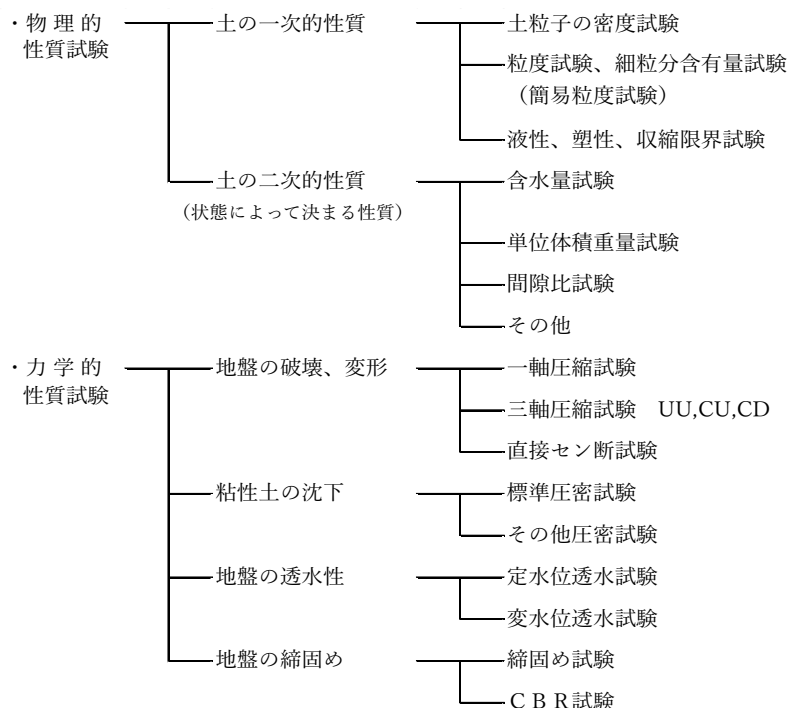 ・物 理 的 土の一次的性質 土粒子の密度試験
性質試験 粒度試験、細粒分含有量試験
（簡易粒度試験）
液性、塑性、収縮限界試験
土の二次的性質 含水量試験
（状態によって決まる性質）
単位体積重量試験
間隙比試験
その他
・力 学 的 地盤の破壊、変形 一軸圧縮試験
性質試験
三軸圧縮試験　UU,CU,CD
直接セン断試験
粘性土の沈下 標準圧密試験
その他圧密試験
地盤の透水性 定水位透水試験
変水位透水試験
地盤の締固め 締固め試験
ＣＢＲ試験